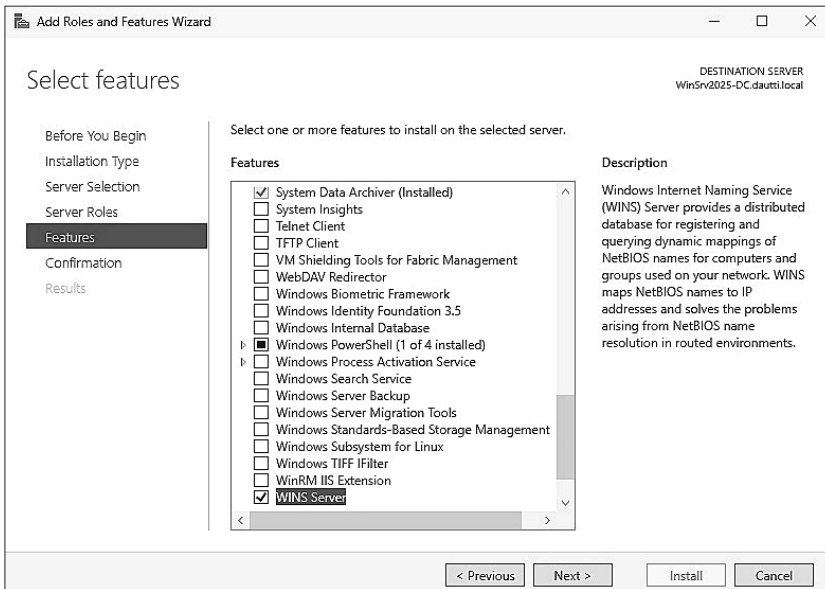 Add Roles and Features Wizard
Select features
DESTINATION SERVER
WinSrv2025-DC.dautti.local
Before You Begin
Installation Type
Server Selection
Server Roles
Features
Confirmation
Results
Select one or more features to install on the selected server.
Features
System Data Archiver (Installed)
System Insights
Telnet Client
TFTP Client
VM Shielding Tools for Fabric Management
WebDAV Redirector
Windows Biometric Framework
Windows Identity Foundation 3.5
Windows Internal Database
Windows PowerShell (1 of 4 installed)
Windows Process Activation Service
Windows Search Service
Windows Server Backup
Windows Server Migration Tools
Windows Standards-Based Storage Management
Windows Subsystem for Linux
Windows TIFF IFilter
WinRM IIS Extension
WINS Server
Description
Windows Internet Naming Service
(WINS) Server provides a distributed
database for registering and
querying dynamic mappings of
NetBIOS names for computers and
groups used on your network. WINS
maps NetBIOS names to IP
addresses and solves the problems
arising from NetBIOS name
resolution in routed environments.
< Previous
Next >
Install
Cancel